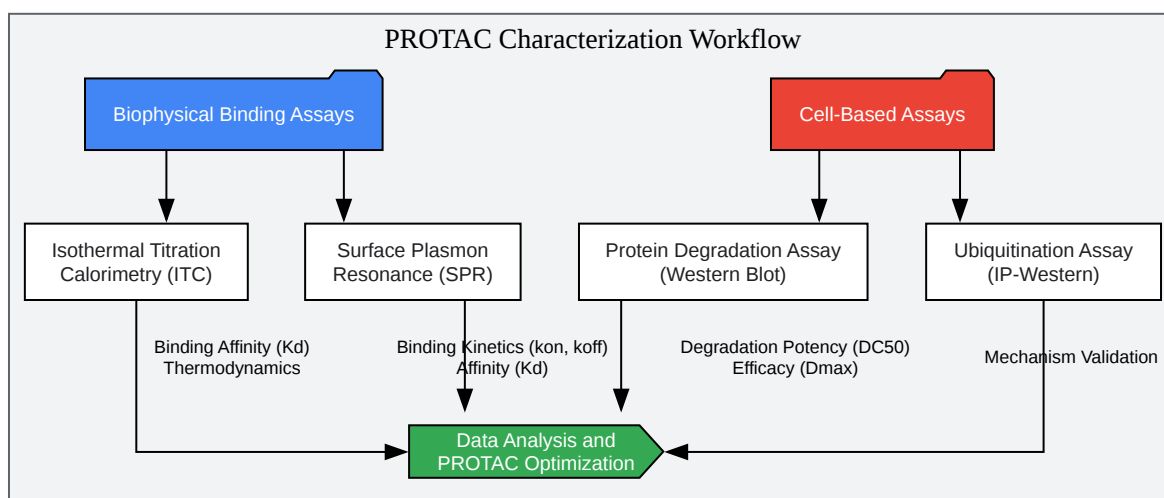 PROTAC Characterization Workflow
Biophysical Binding Assays
Cell-Based Assays
Isothermal Titration
Calorimetry (ITC)
Surface Plasmon
Resonance (SPR)
Protein Degradation Assay
(Western Blot)
Ubiquitination Assay
(IP-Western)
Binding Affinity (Kd)
Thermodynamics
Binding Kinetics (kon, koff)
Affinity (Kd)
Degradation Potency (DC50)
Efficacy (Dmax)
Mechanism Validation
Data Analysis and
PROTAC Optimization